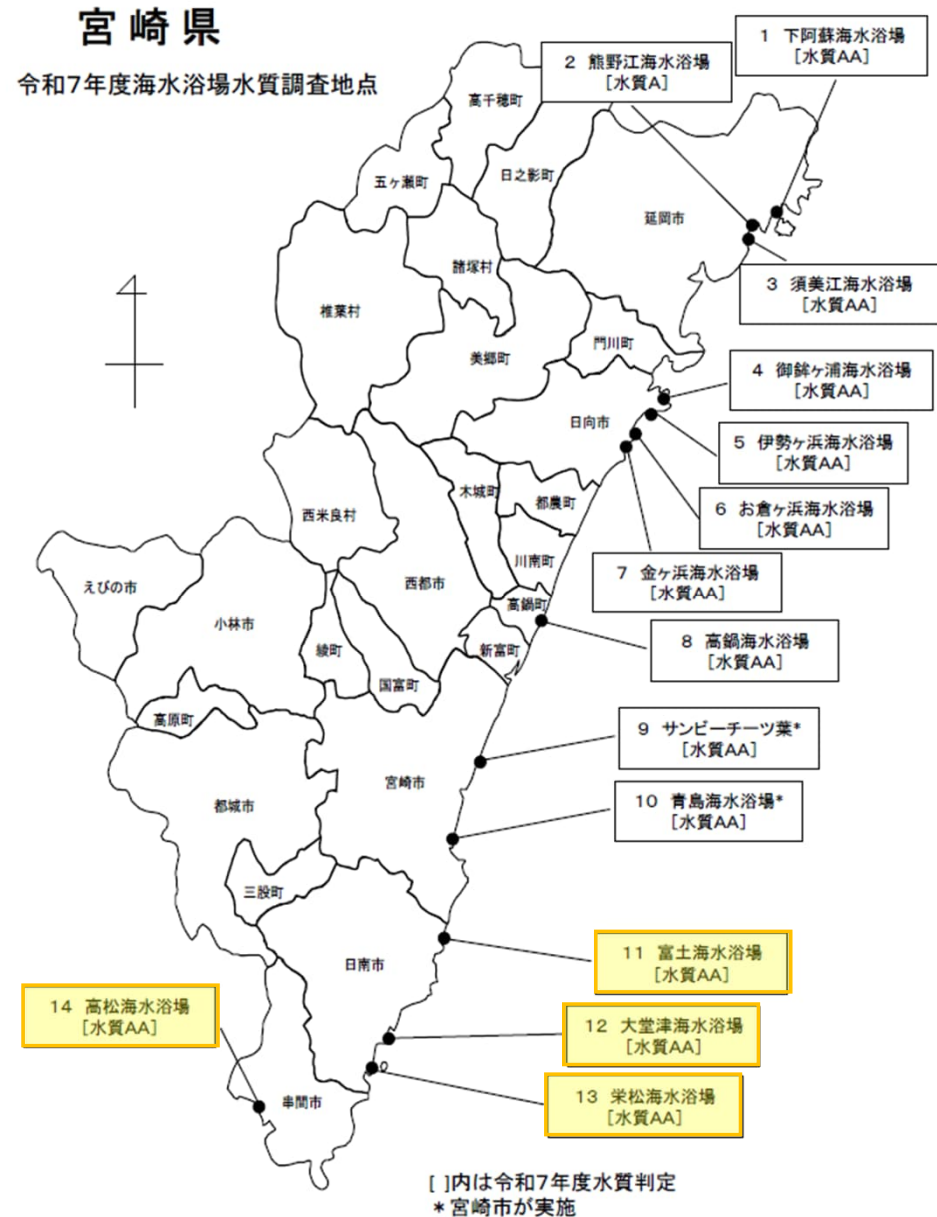 宮崎県
令和7年度海水浴場水質調査地点
1 下阿蘇海水浴場
[水質AA]
2 熊野江海水浴場
[水質A]
高千穂町
日之影町
五ヶ瀬町
延岡市
諸塚村
3 須美江海水浴場
[水質AA]
椎葉村
門川町
美郷町
4 御鉾ヶ浦海水浴場
[水質AA]
日向市
5 伊勢ヶ浜海水浴場
[水質AA]
木城町
都農町
西米良村
6 お倉ヶ浜海水浴場
[水質AA]
川南町
7 金ヶ浜海水浴場
[水質AA]
えびの市
西都市
高鍋町
小林市
8 高鍋海水浴場
[水質AA]
綾町
新富町
国富町
高原町
9 サンビーチ一ツ葉*
[水質AA]
宮崎市
都城市
10 青島海水浴場*
[水質AA]
三股町
11 富土海水浴場
[水質AA]
日南市
14 高松海水浴場
[水質AA]
12 大堂津海水浴場
[水質AA]
13 栄松海水浴場
[水質AA]
串間市
[ ]内は令和7年度水質判定
*宮崎市が実施